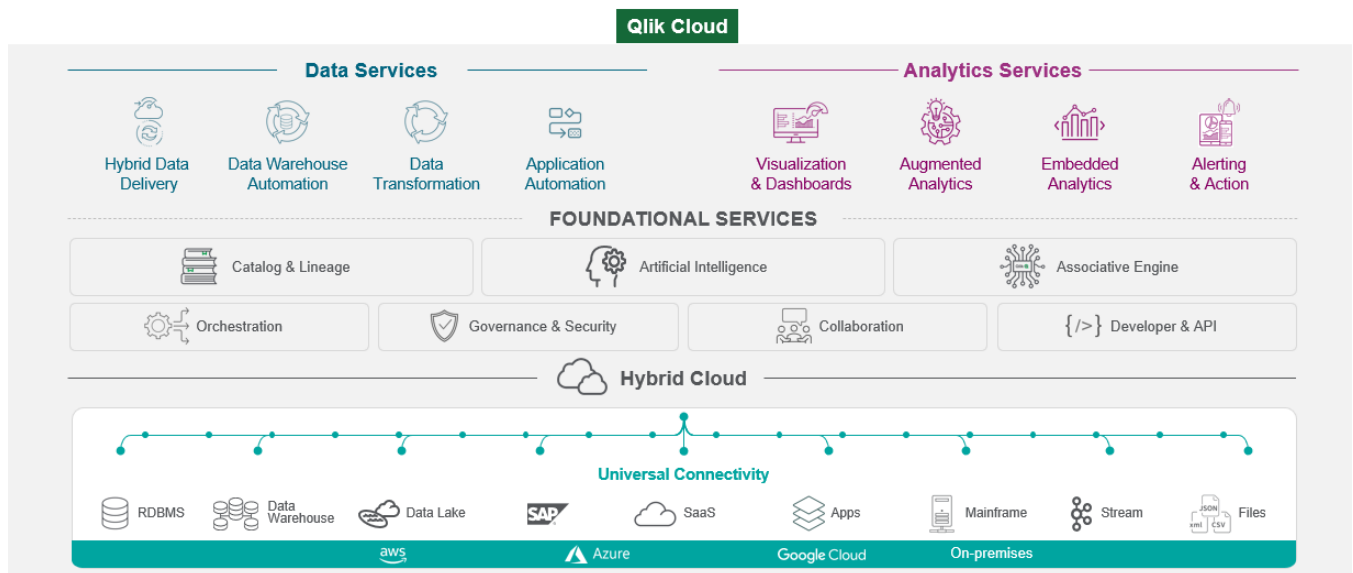 Qlik Cloud
Data Services
Analytics Services
Hybrid Data
Delivery
Data Warehouse
Automation
Data
Transformation
Application
Automation
Visualization
& Dashboards
Augmented
Analytics
Embedded
Analytics
Alerting
& Action
FOUNDATIONAL SERVICES
Catalog & Lineage
Artificial Intelligence
Associative Engine
Orchestration
Governance & Security
Collaboration
{/>} Developer & API
Hybrid Cloud
Universal Connectivity
RDBMS
Data
Warehouse
Data Lake
SAP
SaaS
Apps
Mainframe
Stream
JSON
xml
CSV
Files
aws
Azure
Google Cloud
On-premises